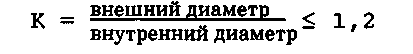 внешний диаметр
К = ⎯⎯⎯⎯⎯⎯⎯⎯ ≤ 1,2
внутренний диаметр